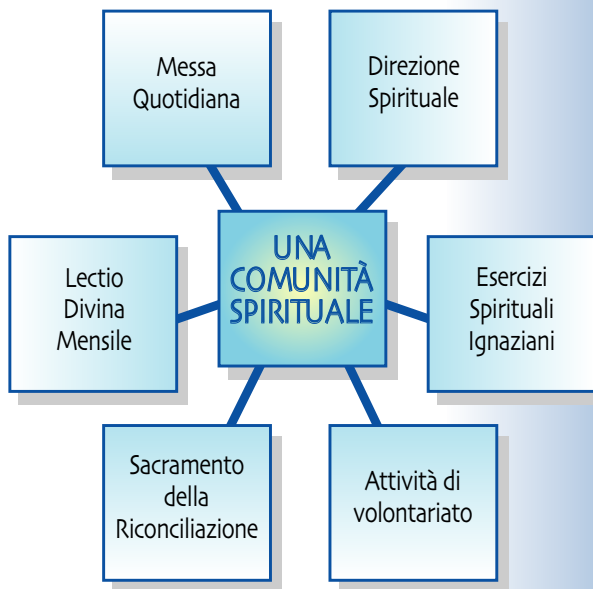 Messa
Quotidiana
Direzione
Spirituale
UNA
COMUNITÀ
SPIRITUALE
Lectio
Divina
Mensile
Esercizi
Spirituali
Ignaziani
Sacramento
della
Riconciliazione
Attività di
volontariato